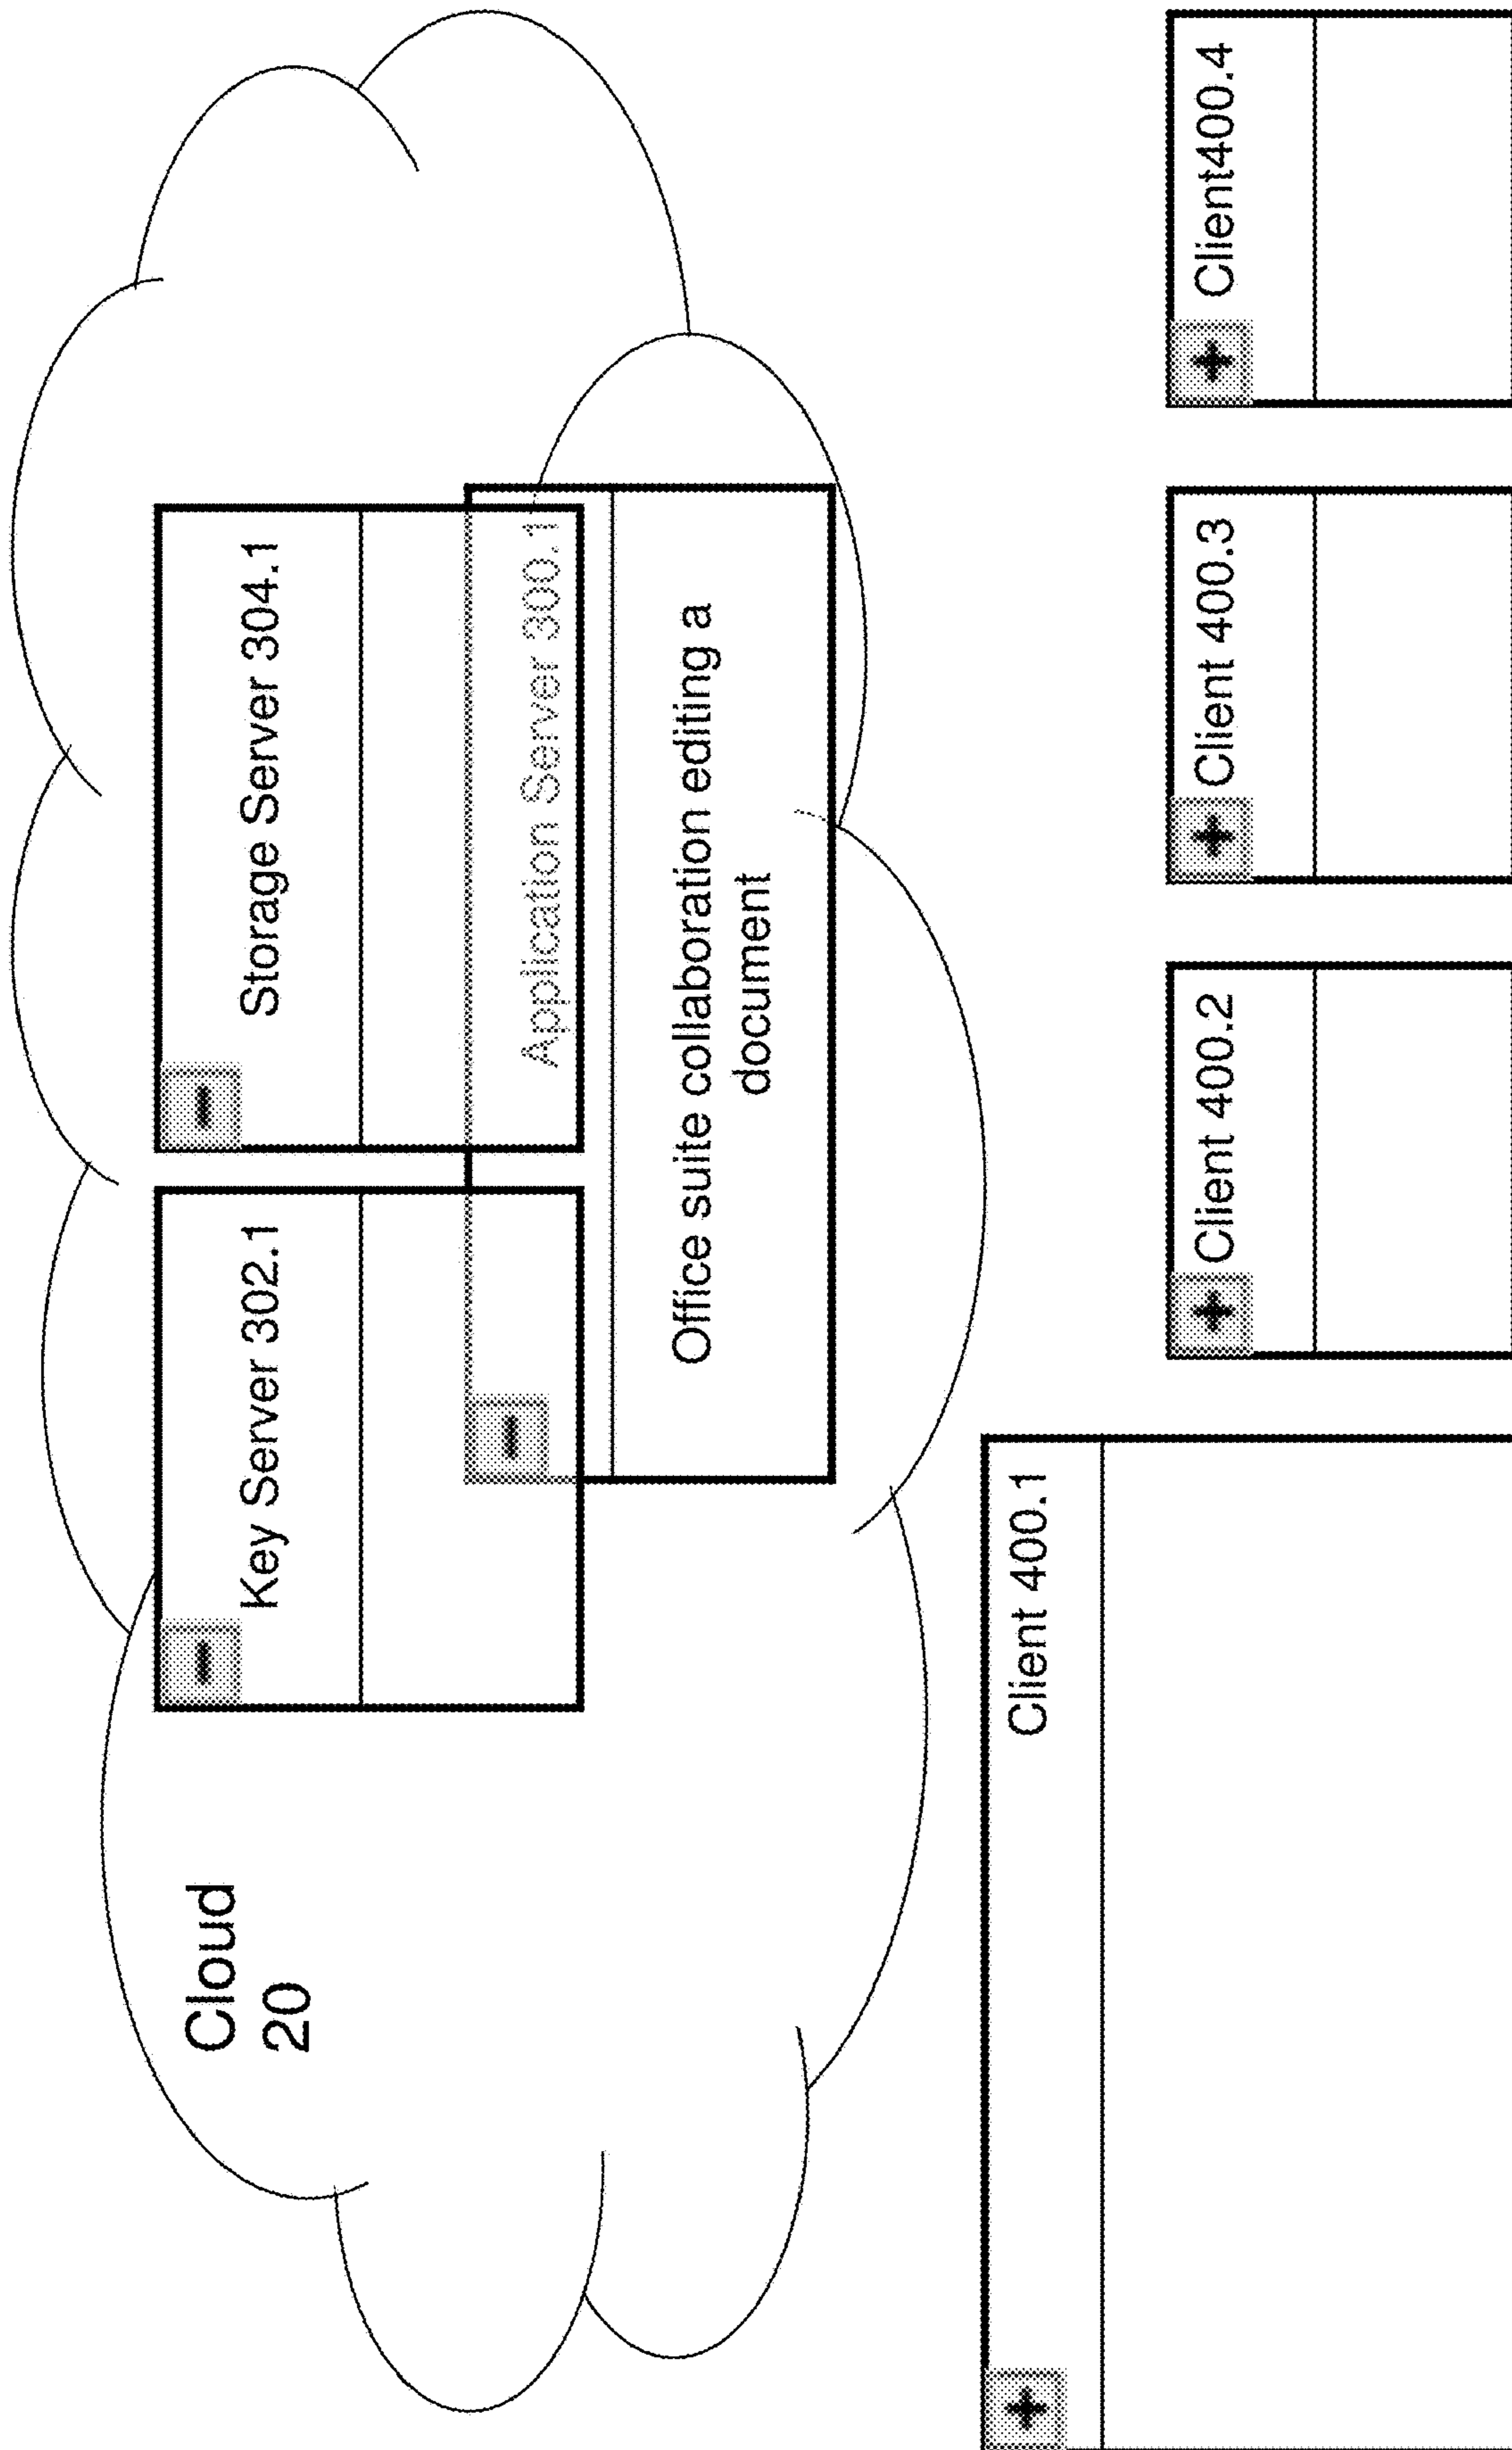 Cloud
20
Key Server 302.1
Storage Server 304.1
Application Server 300.1
Office suite collaboration editing a
document
Client 400.1
Client 400.2
Client 400.3
Client400.4